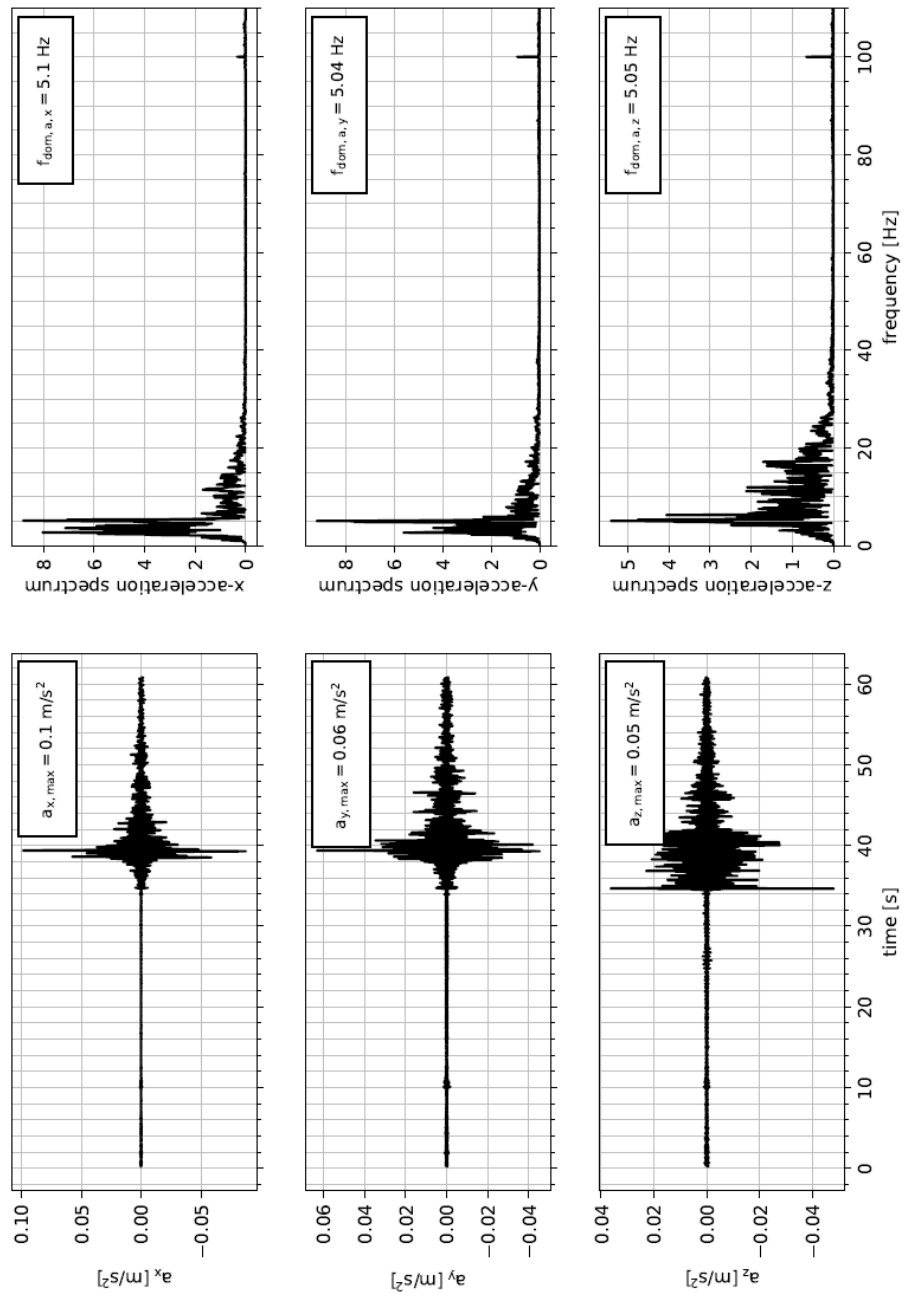 a_x [m/s²]
0.10
0.05
0.00
−0.05
a_x, max = 0.1 m/s²
x-acceleration spectrum
8
6
4
2
0
f_dom, a, x = 5.1 Hz
a_y [m/s²]
0.06
0.04
0.02
0.00
−0.02
−0.04
a_y, max = 0.06 m/s²
y-acceleration spectrum
8
6
4
2
0
f_dom, a, y = 5.04 Hz
a_z [m/s²]
0.04
0.02
0.00
−0.02
−0.04
a_z, max = 0.05 m/s²
0 10 20 30 40 50 60
time [s]
z-acceleration spectrum
5
4
3
2
1
0
f_dom, a, z = 5.05 Hz
0 20 40 60 80 100
frequency [Hz]